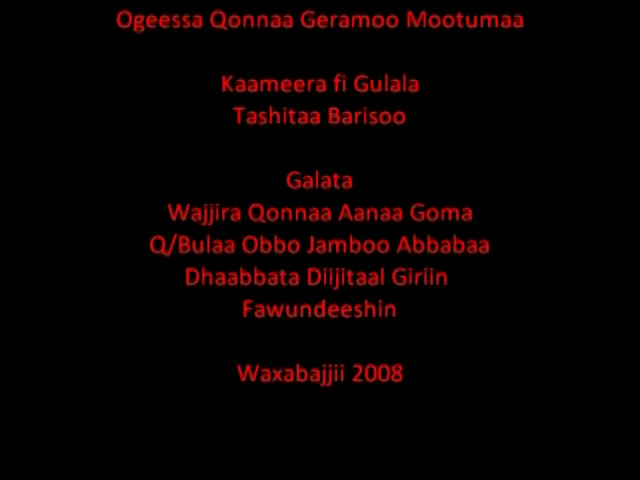 Ogeessa Qonnaa Geramoo Mootumaa
Kaameera fi Gulala
Tashitaa Barisoo
Galata
Wajjira Qonnaa Aanaa Goma
Q/Bulaa Obbo Jamboo Abbabaa
Dhaabbata Diijitaal Giriin
Fawundeeshin
Waxabajjii 2008